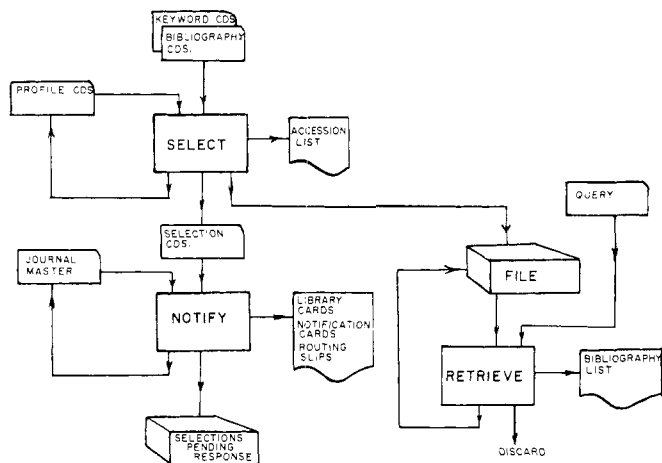 KEYWORD CDS
BIBLIOGRAPHY
CDS.
PROFILE CDS
SELECT
ACCESSION
LIST
QUERY
SELECTION
CDS.
JOURNAL
MASTER
FILE
NOTIFY
LIBRARY
CARDS
NOTIFICATION
CARDS
ROUTING
SLIPS
RETRIEVE
BIBLIOGRAPHY
LIST
SELECTIONS
PENDING
RESPONSE
DISCARD